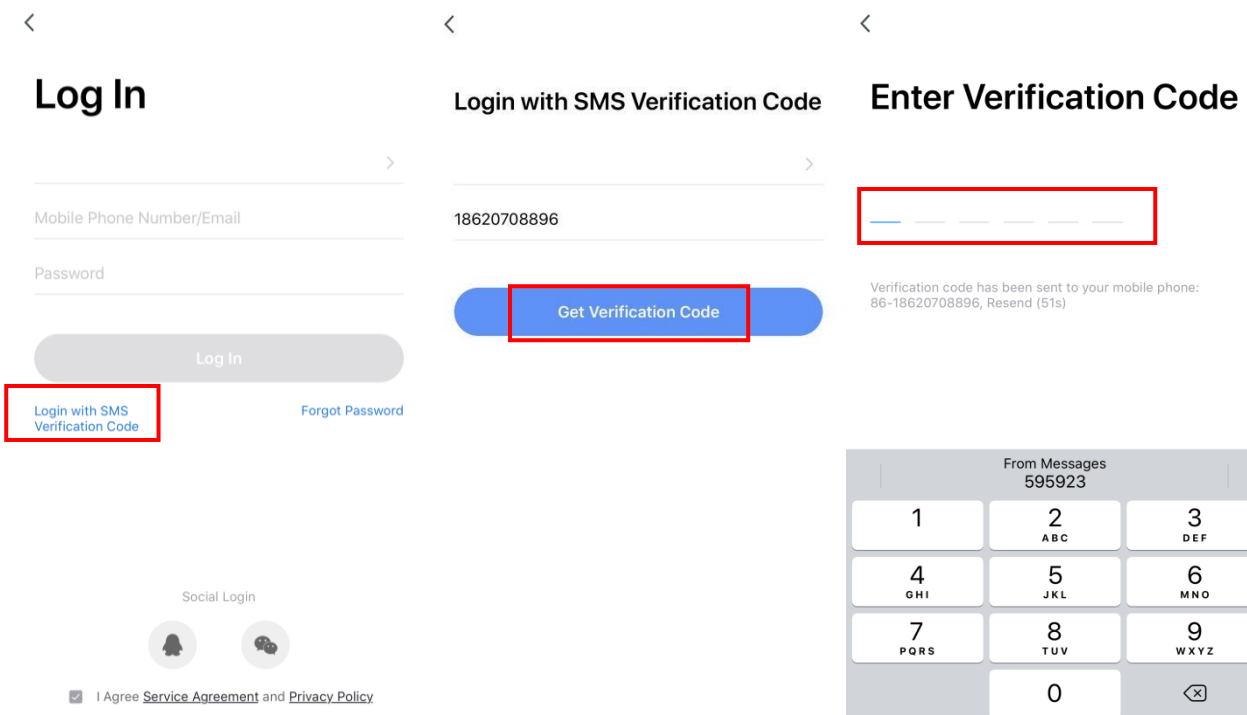 Log In
Mobile Phone Number/Email
Password
Log In
Login with SMS
Verification Code
Forgot Password
Social Login
I Agree Service Agreement and Privacy Policy
Login with SMS Verification Code
18620708896
Get Verification Code
Enter Verification Code
Verification code has been sent to your mobile phone:
86-18620708896, Resend (51s)
From Messages
595923
1
2
ABC
3
DEF
4
GHI
5
JKL
6
MNO
7
PQRS
8
TUV
9
WXYZ
0